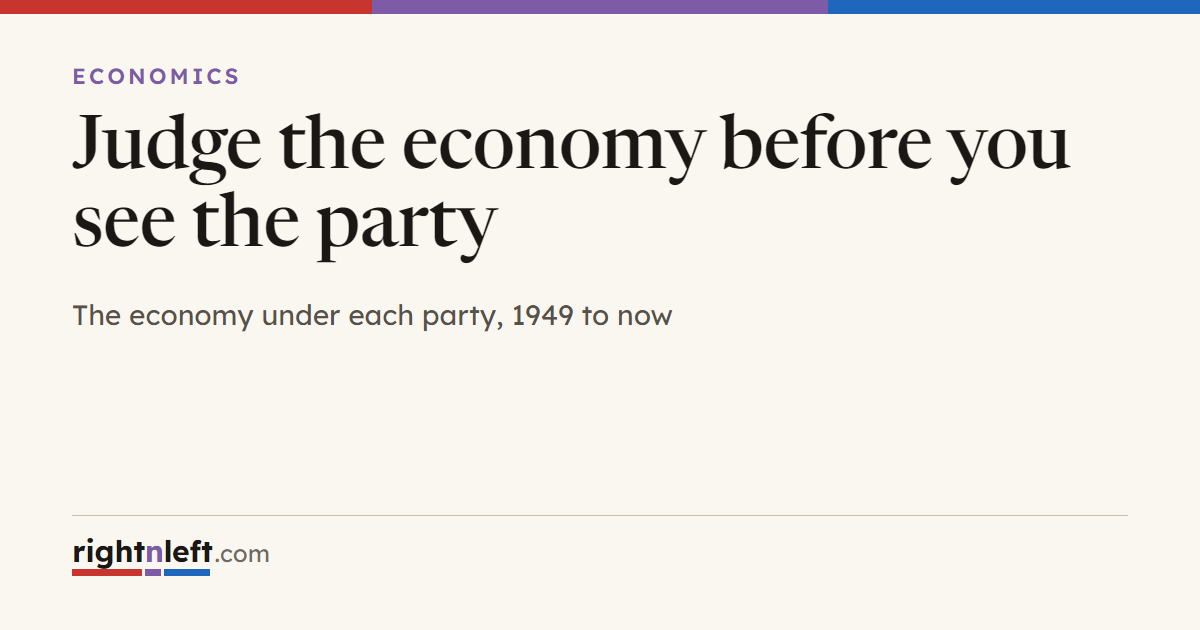 ECONOMICS
Judge the economy before you
see the party
The economy under each party, 1949 to now
rightnleft.com